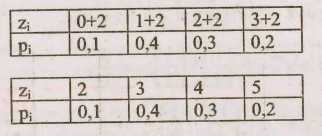 zᵢ 0+2 1+2 2+2 3+2
pᵢ 0,1 0,4 0,3 0,2
zᵢ 2 3 4 5
pᵢ 0,1 0,4 0,3 0,2